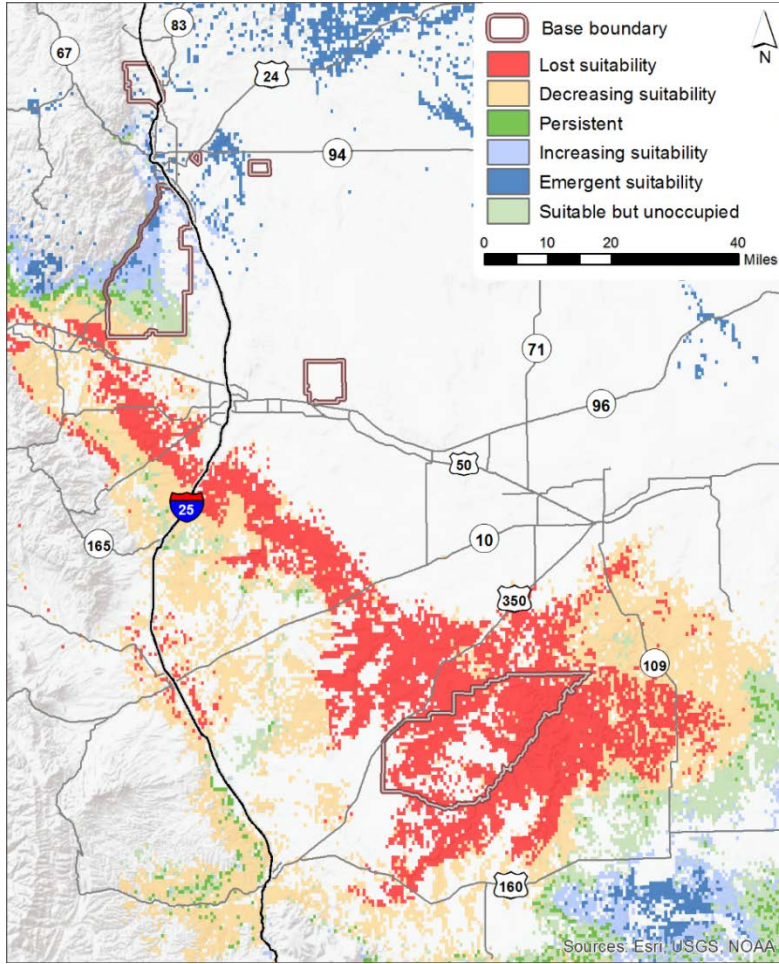 83
67
24
Base boundary
N
Lost suitability
Decreasing suitability
Persistent
Increasing suitability
Emergent suitability
Suitable but unoccupied
0 10 20 40
Miles
94
71
96
50
25
165
10
350
109
160
Sources: Esri, USGS, NOAA